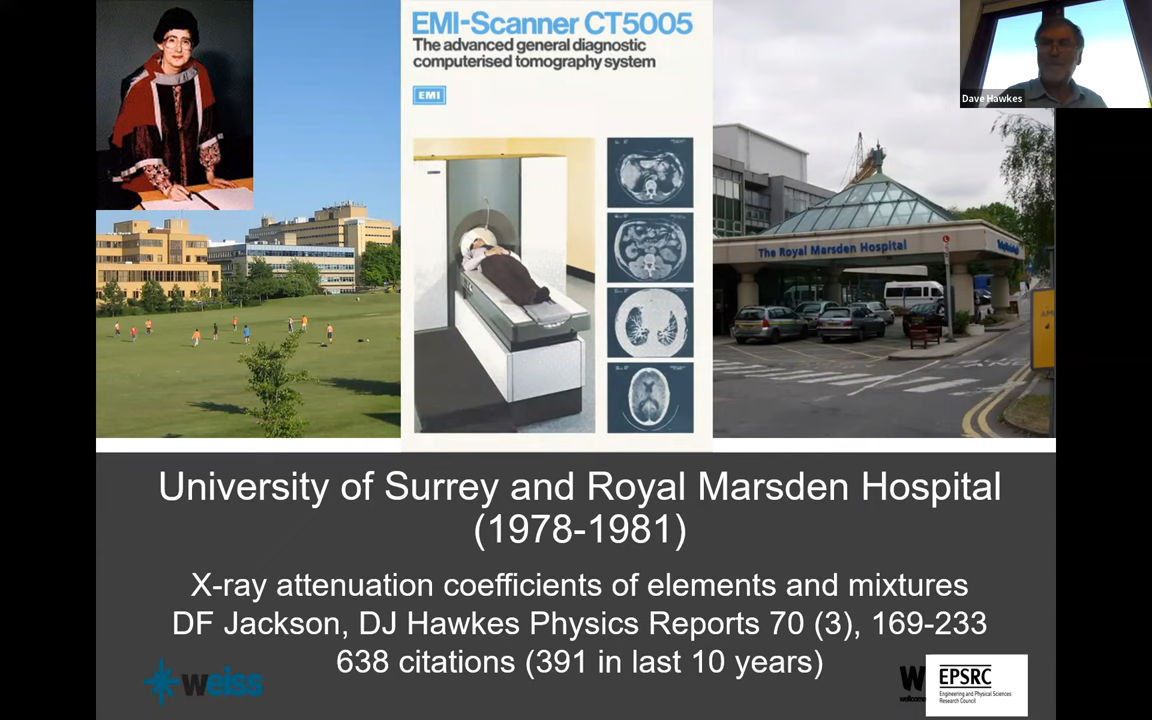 EMI-Scanner CT5005
The advanced general diagnostic
computerised tomography system
EMI
Dave Hawkes
The Royal Marsden Hospital
University of Surrey and Royal Marsden Hospital
(1978-1981)
X-ray attenuation coefficients of elements and mixtures
DF Jackson, DJ Hawkes Physics Reports 70 (3), 169-233
638 citations (391 in last 10 years)
weiss
W
wellcome
EPSRC
Engineering and Physical Sciences
Research Council